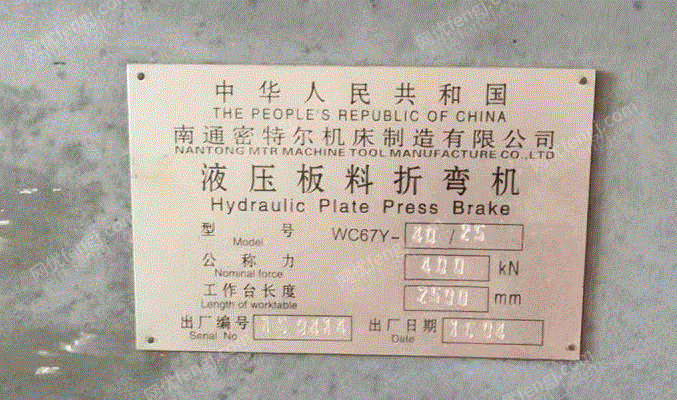 中华人民共和国
THE PEOPLE'S REPUBLIC OF CHINA
南通密特尔机床制造有限公司
NANTONG MTR MACHINE TOOL MANUFACTURE CO.,LTD
液压板料折弯机
Hydraulic Plate Press Brake
型号 WC67Y-40/25
Model
公称力 400 kN
Nominal force
工作台长度 2500 mm
Length of worktable
出厂编号 出厂日期
Serial No Date